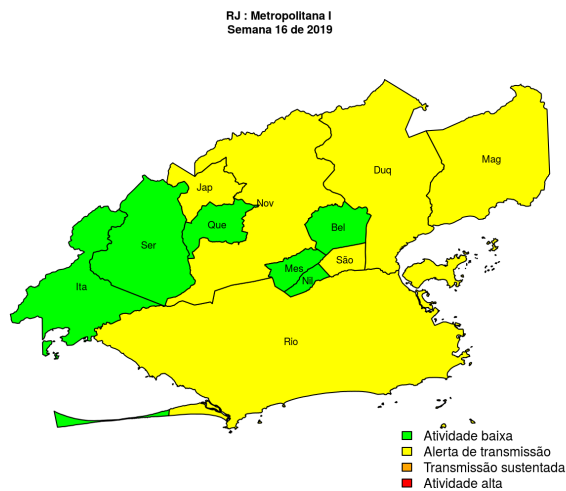 RJ : Metropolitana I
Semana 16 de 2019
Mag
Duq
Jap
Nov
Que
Bel
Ser
São
Mes
Nil
Ita
Rio
Atividade baixa
Alerta de transmissão
Transmissão sustentada
Atividade alta